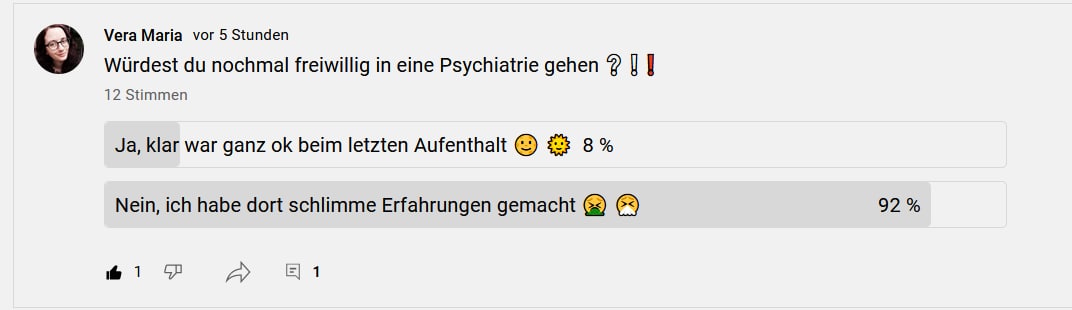 Vera Maria vor 5 Stunden
Würdest du nochmal freiwillig in eine Psychiatrie gehen ❔❕❗
12 Stimmen
Ja, klar war ganz ok beim letzten Aufenthalt 🙂 🌞 8 %
Nein, ich habe dort schlimme Erfahrungen gemacht 🤮 🤧 92 %
1 1